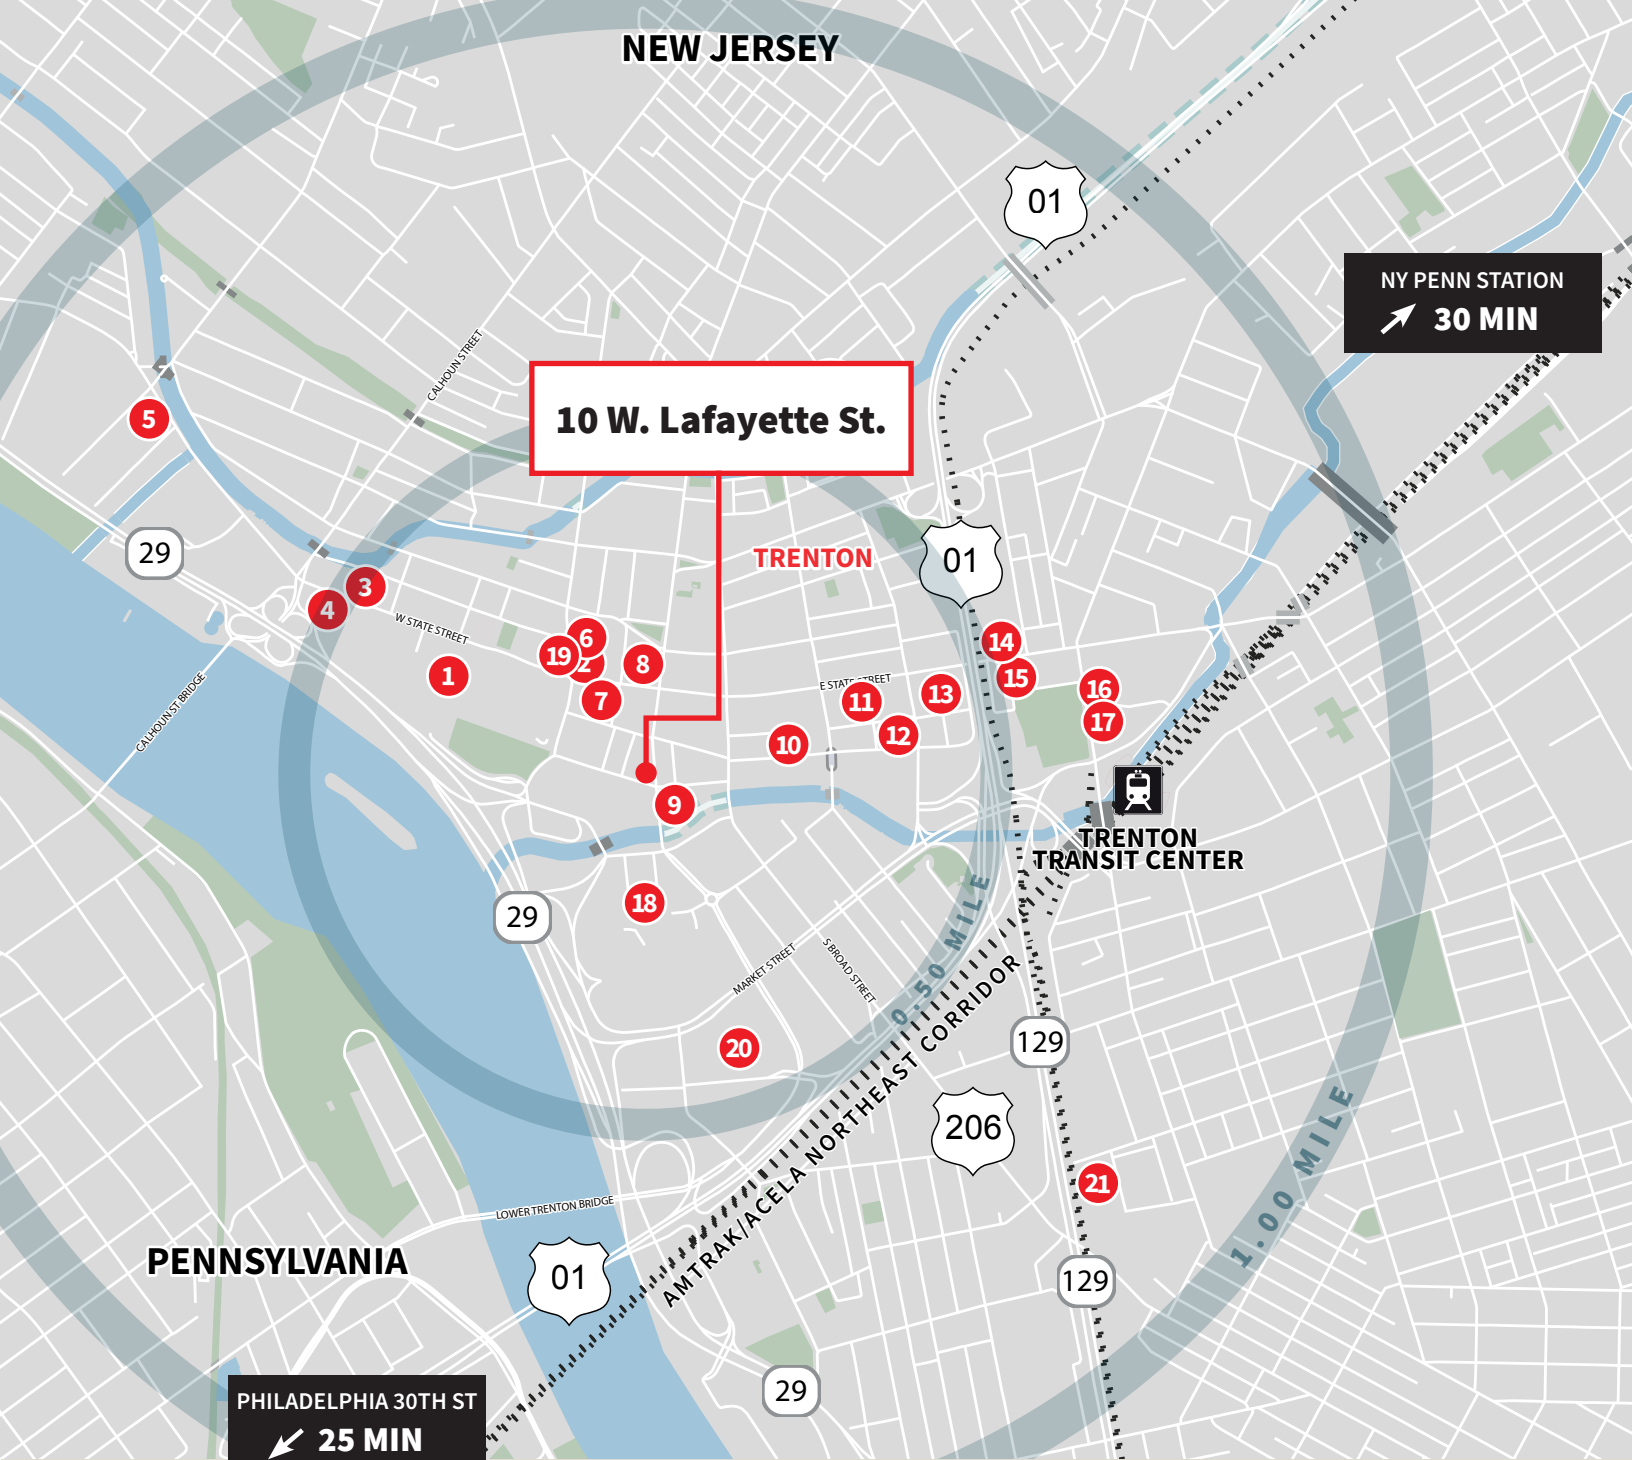 NEW JERSEY
01
NY PENN STATION
30 MIN
CALHOUN STREET
10 W. Lafayette St.
5
29
TRENTON
01
3
4
W STATE STREET
6
19
2
8
1
7
14
15
E STATE STREET
13
11
12
16
17
10
CALHOUN ST BRIDGE
9
TRENTON
TRANSIT CENTER
29
18
0.50 MILE
MARKET STREET
S BROAD STREET
20
AMTRAK/ACELA NORTHEAST CORRIDOR
129
206
21
1.00 MILE
LOWER TRENTON BRIDGE
PENNSYLVANIA
01
129
29
PHILADELPHIA 30TH ST
25 MIN